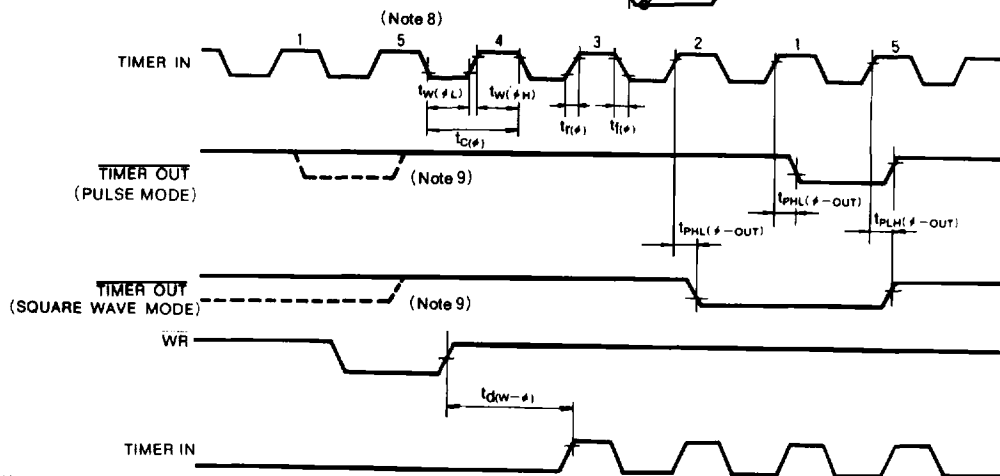 (Note 8)
TIMER IN 1 5 4 3 2 1 5
tW(φL) tW(φH) tr(φ) tf(φ)
tC(φ)
TIMER OUT
(PULSE MODE) (Note 9)
tPHL(φ-OUT) tPLH(φ-OUT)
tPHL(φ-OUT)
TIMER OUT
(SQUARE WAVE MODE) (Note 9)
WR
td(W-φ)
TIMER IN